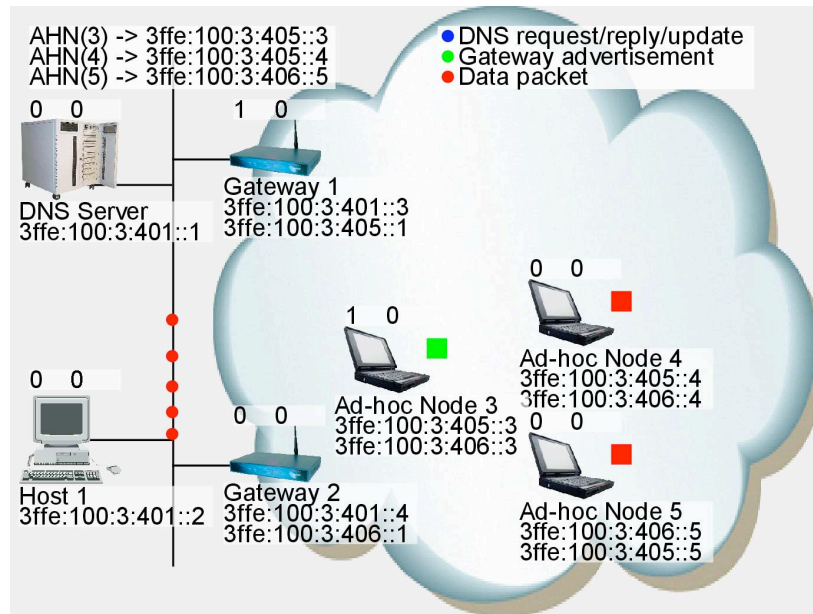 AHN(3) -> 3ffe:100:3:405::3
AHN(4) -> 3ffe:100:3:405::4
AHN(5) -> 3ffe:100:3:406::5
DNS request/reply/update
Gateway advertisement
Data packet
0 0
DNS Server
3ffe:100:3:401::1
1 0
Gateway 1
3ffe:100:3:401::3
3ffe:100:3:405::1
0 0
Ad-hoc Node 4
3ffe:100:3:405::4
3ffe:100:3:406::4
1 0
Ad-hoc Node 3
3ffe:100:3:405::3
3ffe:100:3:406::3
0 0
Host 1
3ffe:100:3:401::2
0 0
Gateway 2
3ffe:100:3:401::4
3ffe:100:3:406::1
0 0
Ad-hoc Node 5
3ffe:100:3:406::5
3ffe:100:3:405::5